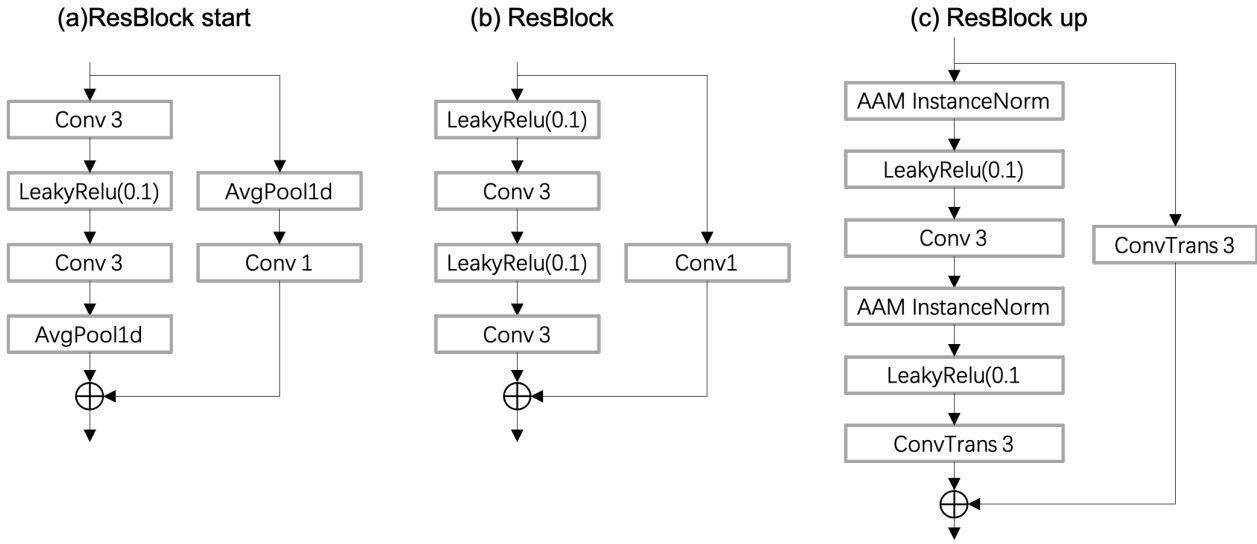 (a)ResBlock start
Conv 3
LeakyRelu(0.1)
Conv 3
AvgPool1d
AvgPool1d
Conv 1
(b) ResBlock
LeakyRelu(0.1)
Conv 3
LeakyRelu(0.1)
Conv 3
Conv1
(c) ResBlock up
AAM InstanceNorm
LeakyRelu(0.1)
Conv 3
AAM InstanceNorm
LeakyRelu(0.1
ConvTrans 3
ConvTrans 3